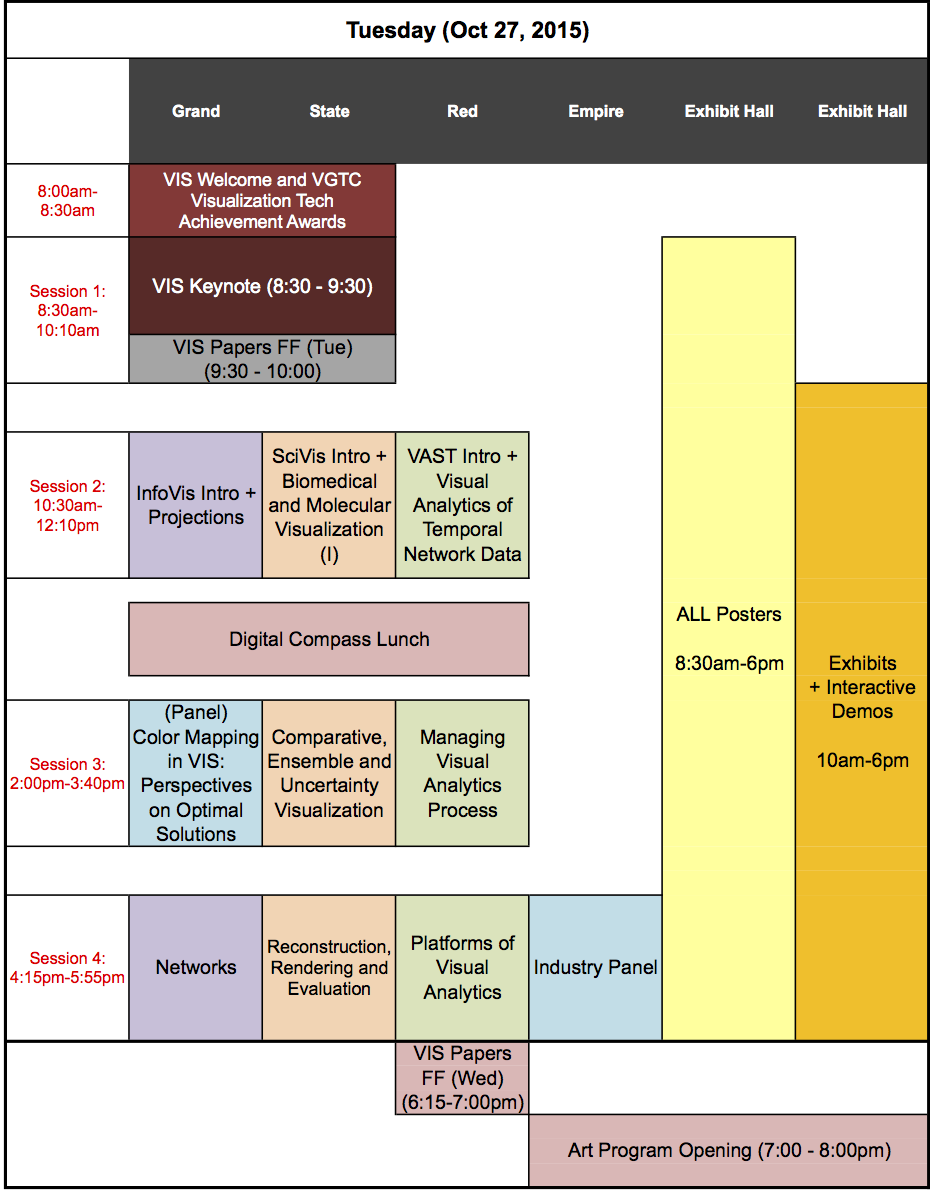 Tuesday (Oct 27, 2015)
Grand
State
Red
Empire
Exhibit Hall
Exhibit Hall
8:00am-
8:30am
VIS Welcome and VGTC
Visualization Tech
Achievement Awards
Session 1:
8:30am-
10:10am
VIS Keynote (8:30 - 9:30)
VIS Papers FF (Tue)
(9:30 - 10:00)
Session 2:
10:30am-
12:10pm
InfoVis Intro +
Projections
SciVis Intro +
Biomedical
and Molecular
Visualization
(I)
VAST Intro +
Visual
Analytics of
Temporal
Network Data
Digital Compass Lunch
ALL Posters
8:30am-6pm
Exhibits
+ Interactive
Demos
10am-6pm
Session 3:
2:00pm-3:40pm
(Panel)
Color Mapping
in VIS:
Perspectives
on Optimal
Solutions
Comparative,
Ensemble and
Uncertainty
Visualization
Managing
Visual
Analytics
Process
Session 4:
4:15pm-5:55pm
Networks
Reconstruction,
Rendering and
Evaluation
Platforms of
Visual
Analytics
Industry Panel
VIS Papers
FF (Wed)
(6:15-7:00pm)
Art Program Opening (7:00 - 8:00pm)